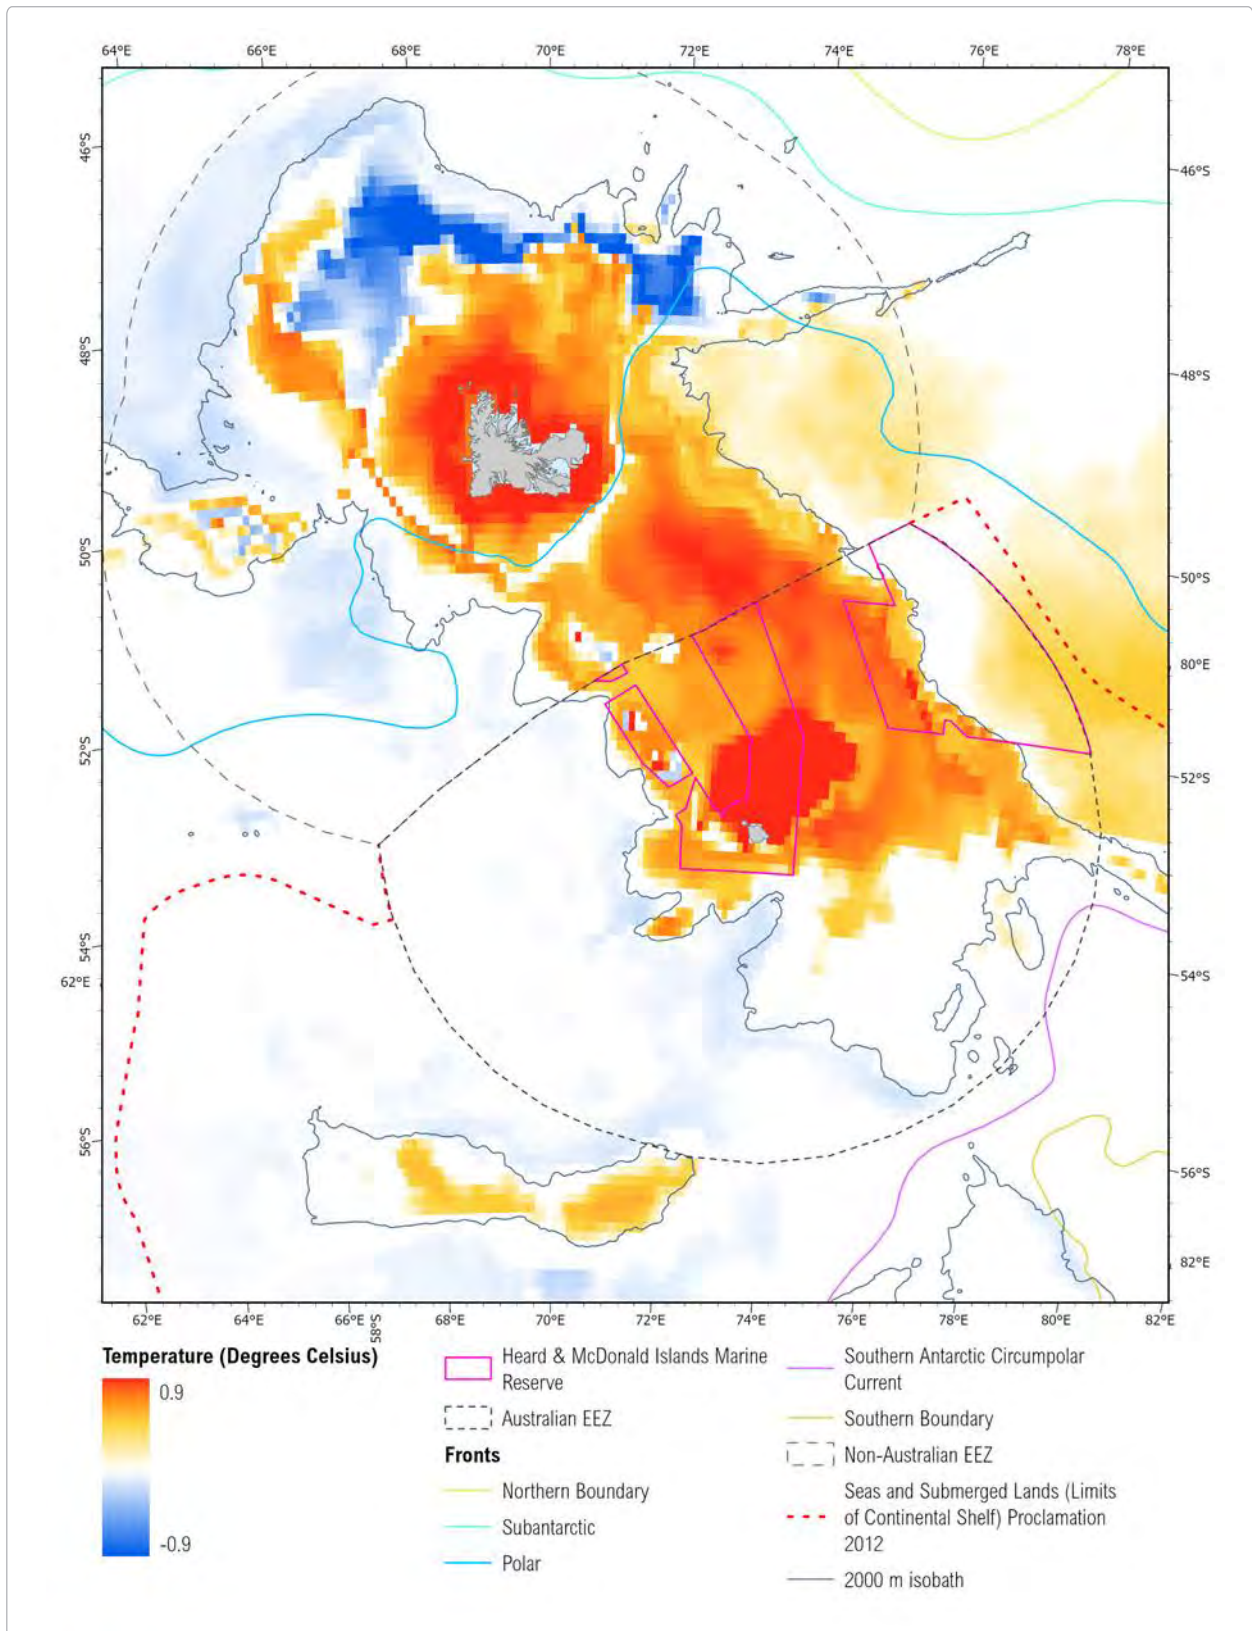 64°E 66°E 68°E 70°E 72°E 74°E 76°E 78°E
46°S
46°S
48°S
48°S
50°S
50°S
80°E
52°S
52°S
54°S
54°S
62°E
56°S
56°S
82°E
62°E 66°E 68°E 70°E 72°E 76°E 78°E 80°E 82°E
58°S
Temperature (Degrees Celsius)
0.9
-0.9
Heard & McDonald Islands Marine
Reserve
Australian EEZ
Fronts
Northern Boundary
Subantarctic
Polar
Southern Antarctic Circumpolar
Current
Southern Boundary
Non-Australian EEZ
Seas and Submerged Lands (Limits
of Continental Shelf) Proclamation
2012
2000 m isobath